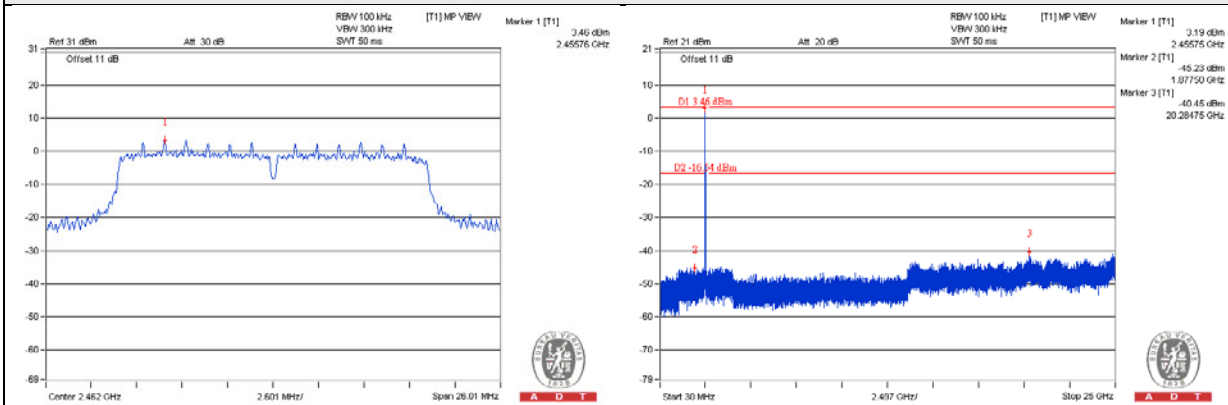 RBW 100 kHz [T1] MP VIEW
VBW 300 kHz
SWT 50 ms
Marker 1 [T1]
3.46 dBm
2.45576 GHz
Ref 31 dBm Att 30 dB
31
Offset 11 dB
20
10
0
-10
-20
-30
-40
-50
-60
-69
1
Center 2.462 GHz 2.601 MHz/ Span 26.01 MHz
BUREAU VERITAS
1828
A D T
RBW 100 kHz [T1] MP VIEW
VBW 300 kHz
SWT 50 ms
Marker 1 [T1]
3.19 dBm
2.45575 GHz
Marker 2 [T1]
-45.23 dBm
1.87750 GHz
Marker 3 [T1]
-40.45 dBm
20.28475 GHz
Ref 21 dBm Att 20 dB
21
Offset 11 dB
10
0
-10
-20
-30
-40
-50
-60
-70
-79
1
D1 3.46 dBm
D2 -16.54 dBm
2
3
Start 30 MHz 2.497 GHz/ Stop 25 GHz
BUREAU VERITAS
1828
A D T